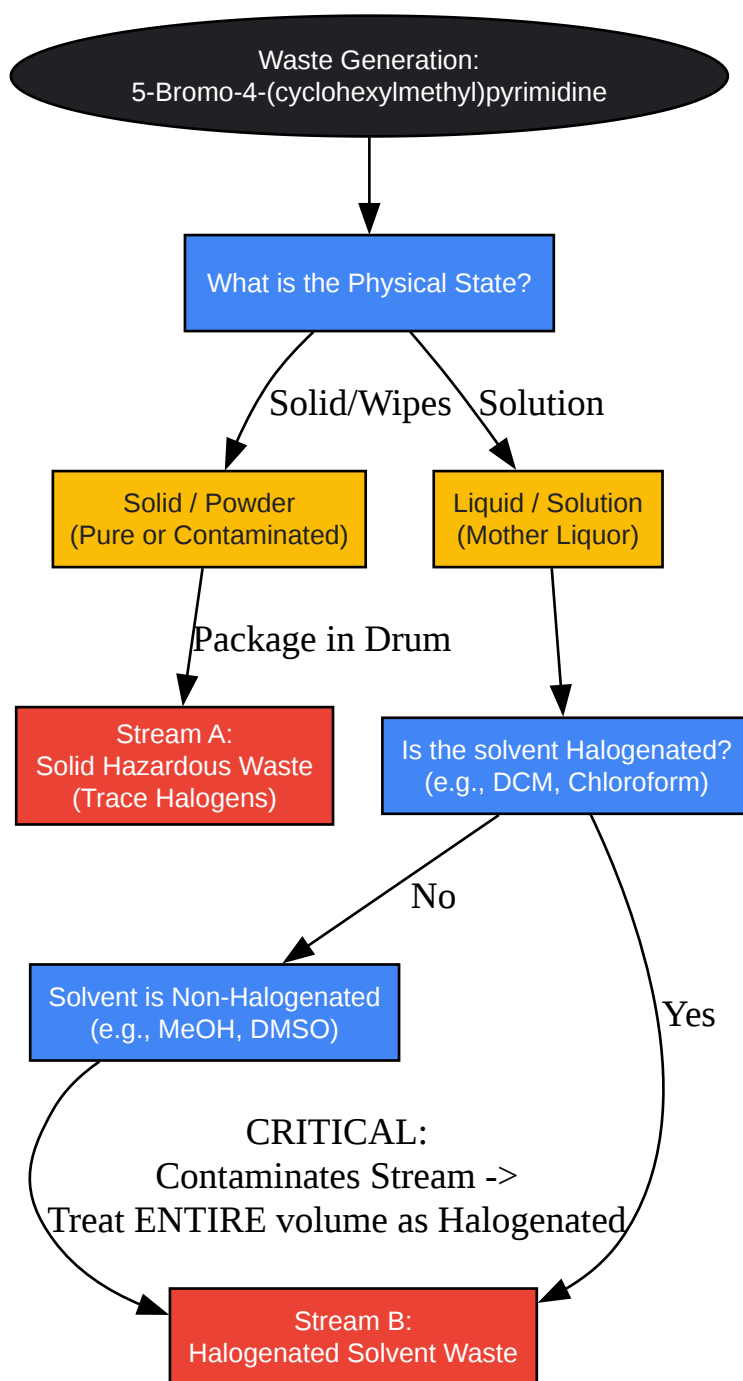 Waste Generation:
5-Bromo-4-(cyclohexylmethyl)pyrimidine
What is the Physical State?
Solid/Wipes
Solution
Solid / Powder
(Pure or Contaminated)
Liquid / Solution
(Mother Liquor)
Package in Drum
Stream A:
Solid Hazardous Waste
(Trace Halogens)
Is the solvent Halogenated?
(e.g., DCM, Chloroform)
No
Yes
Solvent is Non-Halogenated
(e.g., MeOH, DMSO)
CRITICAL:
Contaminates Stream ->
Treat ENTIRE volume as Halogenated
Stream B:
Halogenated Solvent Waste